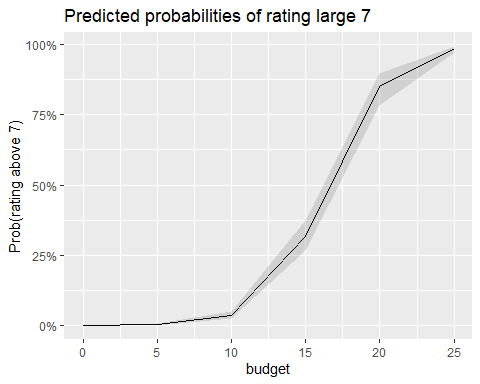 Predicted probabilities of rating large 7
Prob(rating above 7)
100%
75%
50%
25%
0%
0 5 10 15 20 25
budget